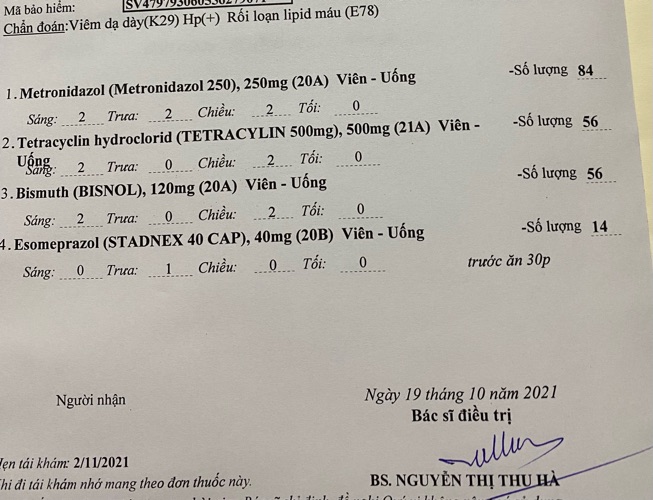 Mã bảo hiểm:
Chẩn đoán:Viêm dạ dày(K29) Hp(+) Rối loạn lipid máu (E78)
1. Metronidazol (Metronidazol 250), 250mg (20A) Viên - Uống -Số lượng 84
Sáng: 2 Trưa: 2 Chiều: 2 Tối: 0
2. Tetracyclin hydroclorid (TETRACYLIN 500mg), 500mg (21A) Viên - -Số lượng 56
Uống
Sáng: 2 Trưa: 0 Chiều: 2 Tối: 0
3. Bismuth (BISNOL), 120mg (20A) Viên - Uống -Số lượng 56
Sáng: 2 Trưa: 0 Chiều: 2 Tối: 0
4. Esomeprazol (STADNEX 40 CAP), 40mg (20B) Viên - Uống -Số lượng 14
Sáng: 0 Trưa: 1 Chiều: 0 Tối: 0 trước ăn 30p
Ngày 19 tháng 10 năm 2021
Người nhận Bác sĩ điều trị
ẹn tái khám: 2/11/2021
hi đi tái khám nhớ mang theo đơn thuốc này. BS. NGUYỄN THỊ THU HÀ